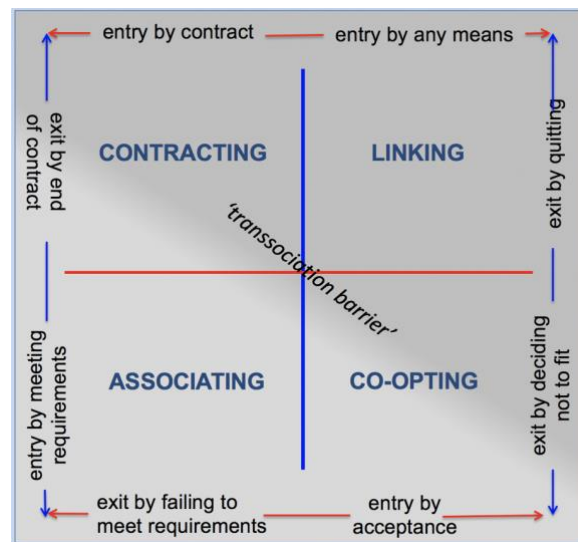 entry by contract
entry by any means
exit by end
of contract
exit by quitting
CONTRACTING
LINKING
‘transsociation barrier’
entry by meeting
requirements
ASSOCIATING
CO-OPTING
exit by deciding
not to fit
exit by failing to
meet requirements
entry by
acceptance